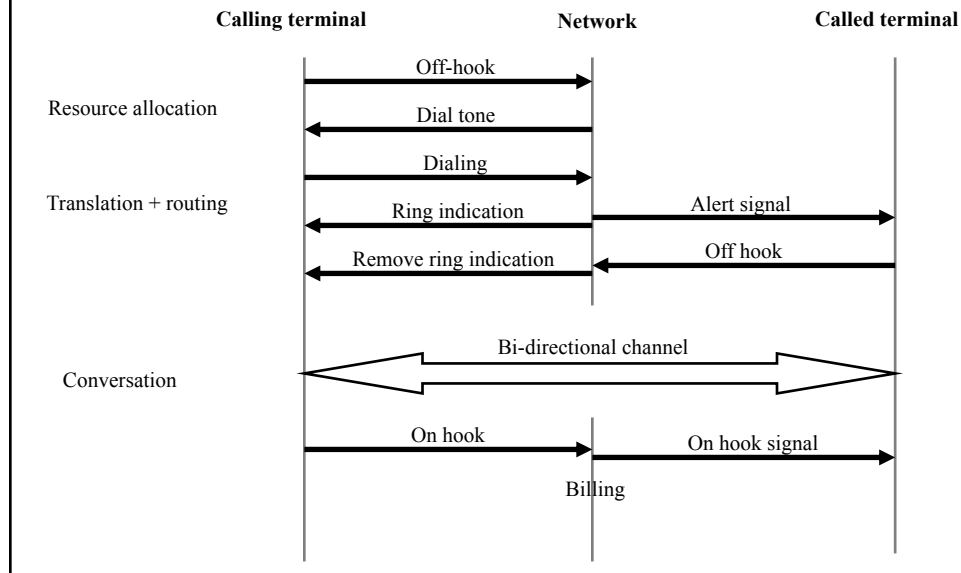 Calling terminal
Network
Called terminal
Off-hook
Resource allocation
Dial tone
Dialing
Translation + routing
Ring indication
Alert signal
Remove ring indication
Off hook
Bi-directional channel
Conversation
On hook
On hook signal
Billing